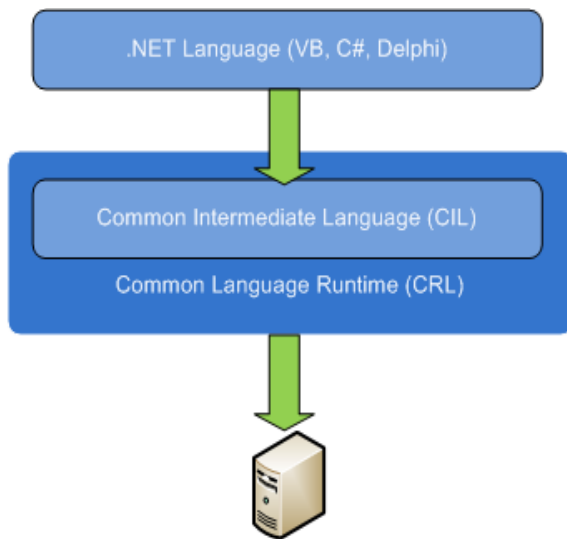 .NET Language (VB, C#, Delphi)
Common Intermediate Language (CIL)
Common Language Runtime (CRL)